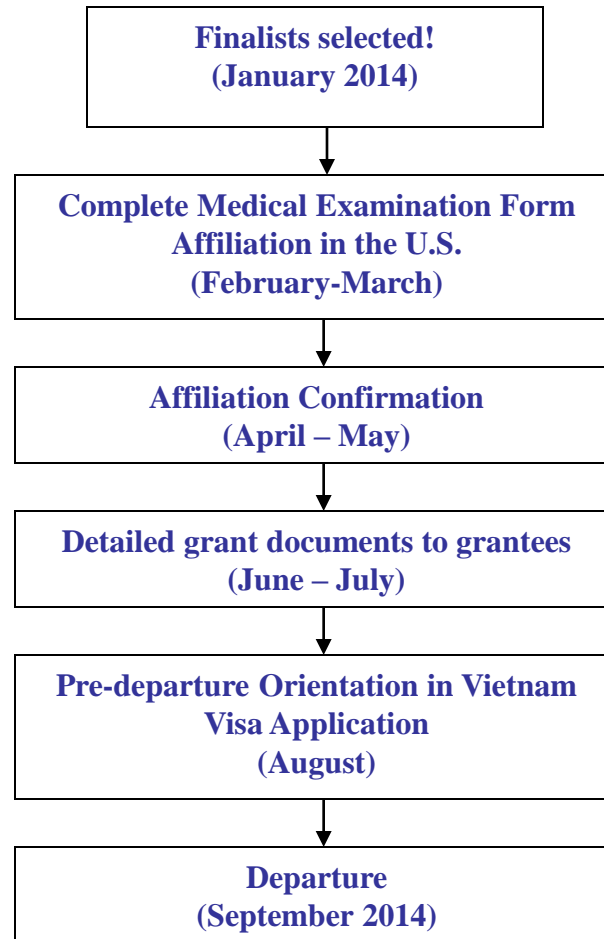 Finalists selected!
(January 2014)
Complete Medical Examination Form
Affiliation in the U.S.
(February-March)
Affiliation Confirmation
(April – May)
Detailed grant documents to grantees
(June – July)
Pre-departure Orientation in Vietnam
Visa Application
(August)
Departure
(September 2014)